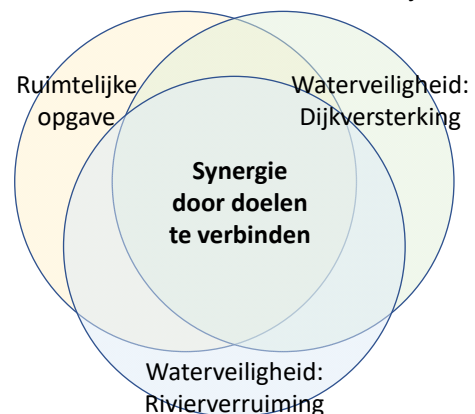 Ruimtelijke
opgave
Waterveiligheid:
Dijkversterking
Synergie
door doelen
te verbinden
Waterveiligheid:
Rivierverruiming